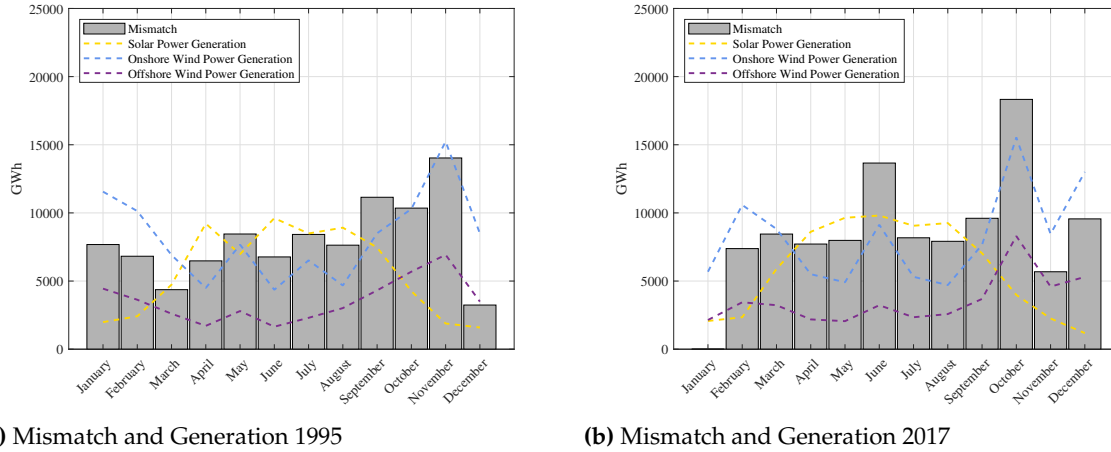 25000
20000
15000
10000
5000
0
GWh
Mismatch
Solar Power Generation
Onshore Wind Power Generation
Offshore Wind Power Generation
January
February
March
April
May
June
July
August
September
October
November
December
) Mismatch and Generation 1995
25000
20000
15000
10000
5000
0
GWh
Mismatch
Solar Power Generation
Onshore Wind Power Generation
Offshore Wind Power Generation
January
February
March
April
May
June
July
August
September
October
November
December
(b) Mismatch and Generation 2017